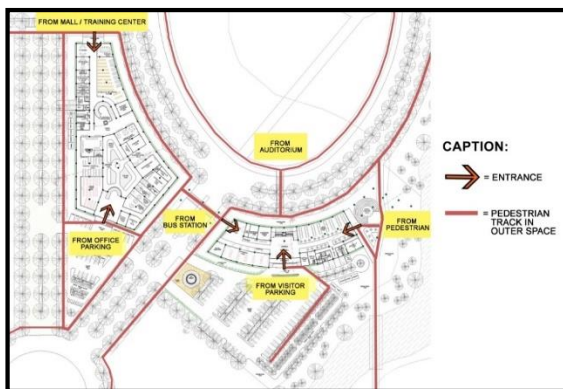 FROM MALL / TRAINING CENTER
FROM
AUDITORIUM
CAPTION:
= ENTRANCE
FROM
BUS STATION
FROM
PEDESTRIAN
= PEDESTRIAN
TRACK IN
OUTER SPACE
FROM OFFICE
PARKING
FROM VISITOR
PARKING